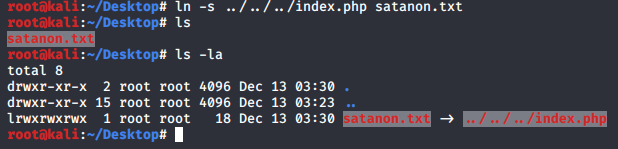 root@kali:~/Desktop# ln -s ../../../index.php satanon.txt
root@kali:~/Desktop# ls
satanon.txt
root@kali:~/Desktop# ls -la
total 8
drwxr-xr-x  2 root root 4096 Dec 13 03:30 .
drwxr-xr-x 15 root root 4096 Dec 13 03:23 ..
lrwxrwxrwx  1 root root   18 Dec 13 03:30 satanon.txt → ../../../index.php
root@kali:~/Desktop#